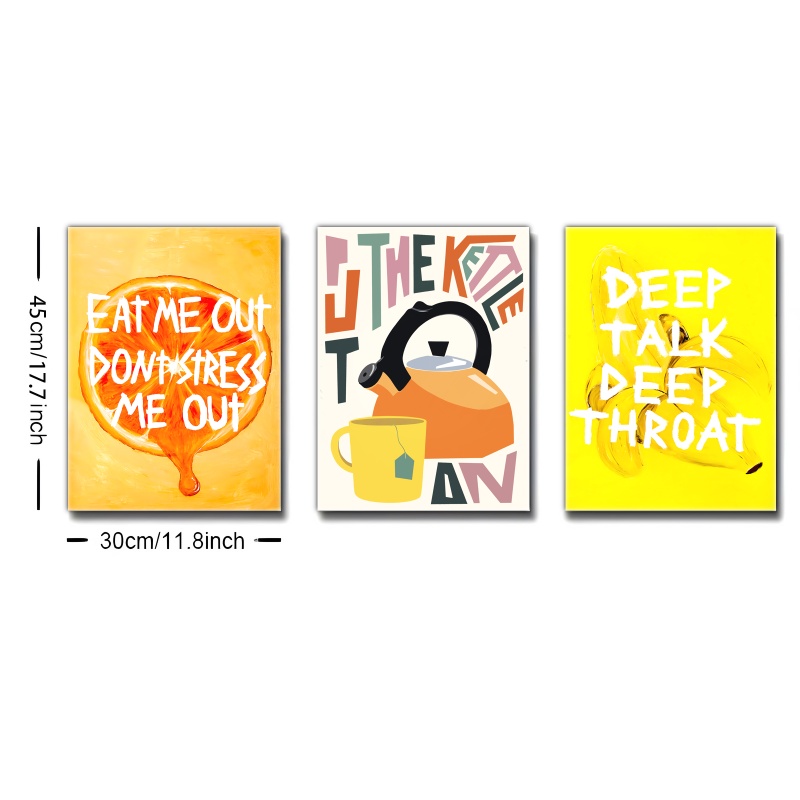 45cm/17.7inch
30cm/11.8inch
EAT ME OUT
DONT STRESS
ME OUT
PUT THE KETTLE
ON
DEEP
TALK
DEEP
THROAT